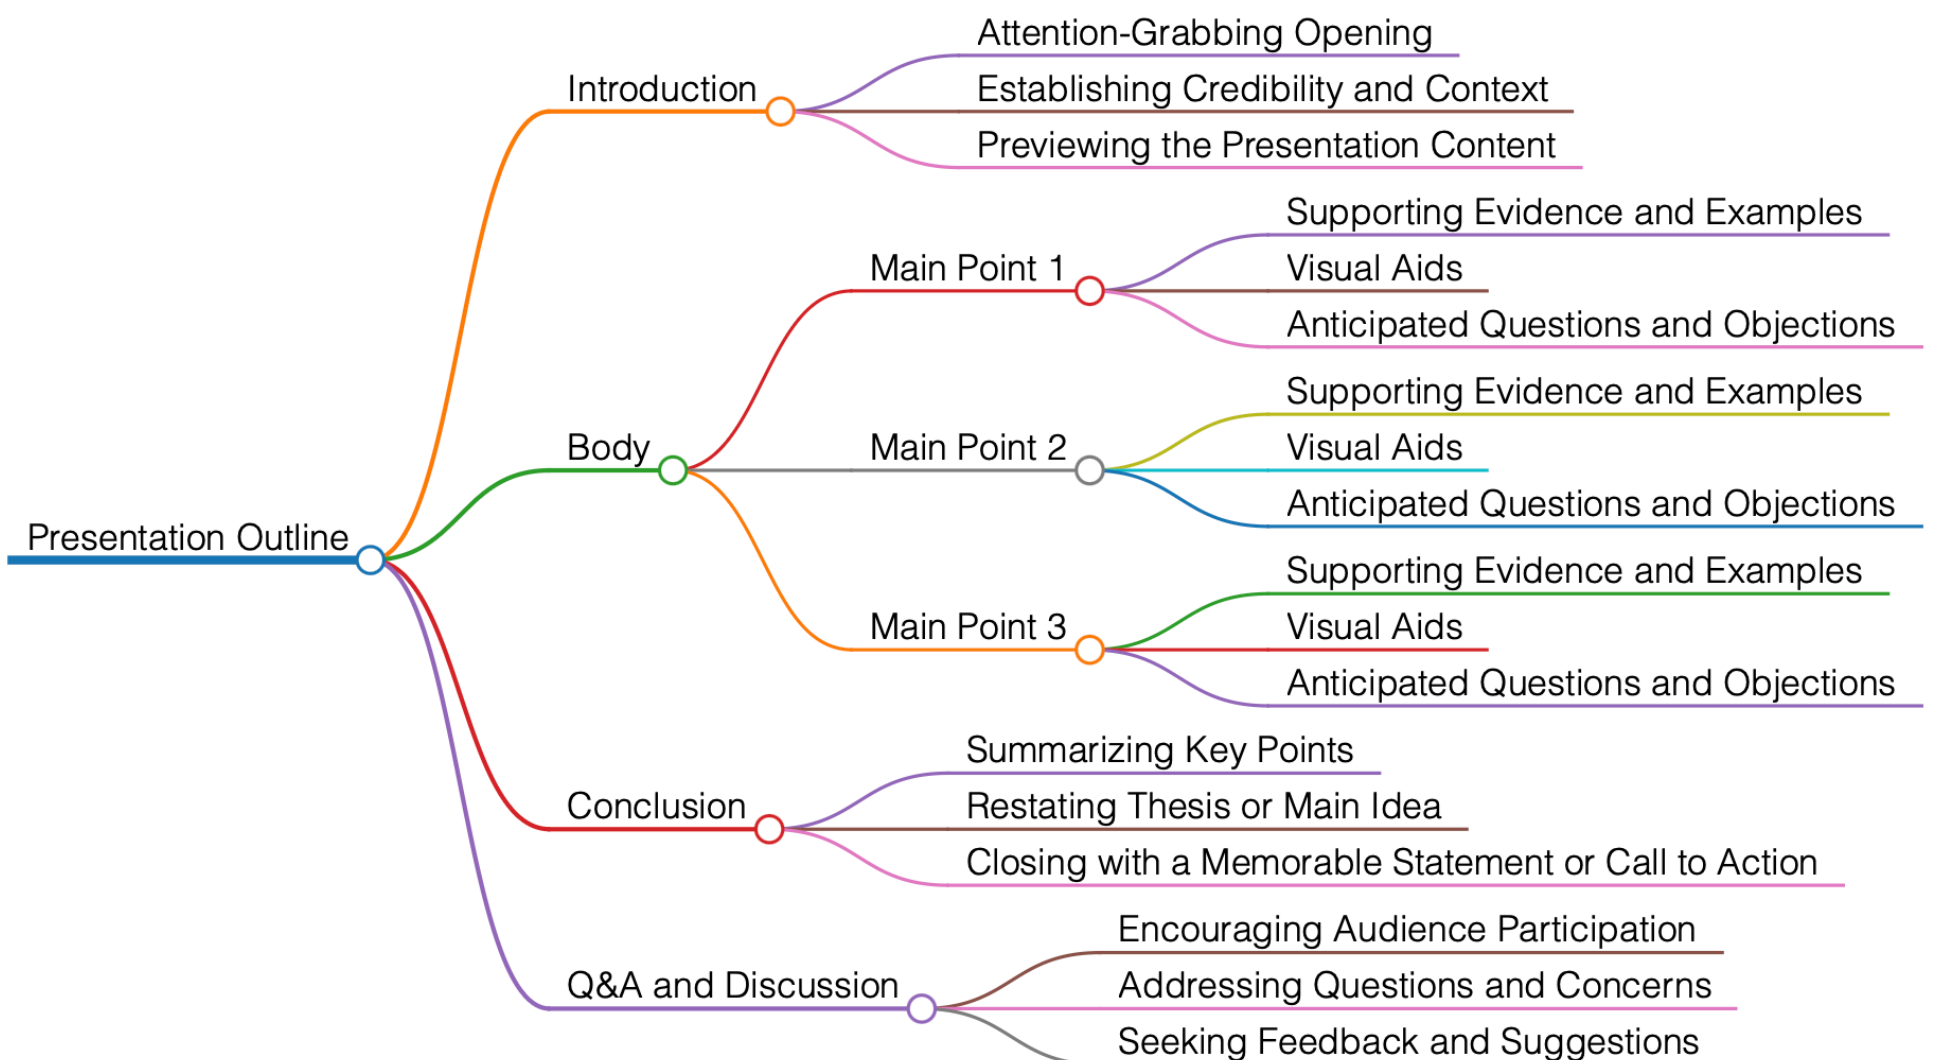 Presentation Outline
Introduction
Attention-Grabbing Opening
Establishing Credibility and Context
Previewing the Presentation Content
Body
Main Point 1
Supporting Evidence and Examples
Visual Aids
Anticipated Questions and Objections
Main Point 2
Supporting Evidence and Examples
Visual Aids
Anticipated Questions and Objections
Main Point 3
Supporting Evidence and Examples
Visual Aids
Anticipated Questions and Objections
Conclusion
Summarizing Key Points
Restating Thesis or Main Idea
Closing with a Memorable Statement or Call to Action
Q&A and Discussion
Encouraging Audience Participation
Addressing Questions and Concerns
Seeking Feedback and Suggestions